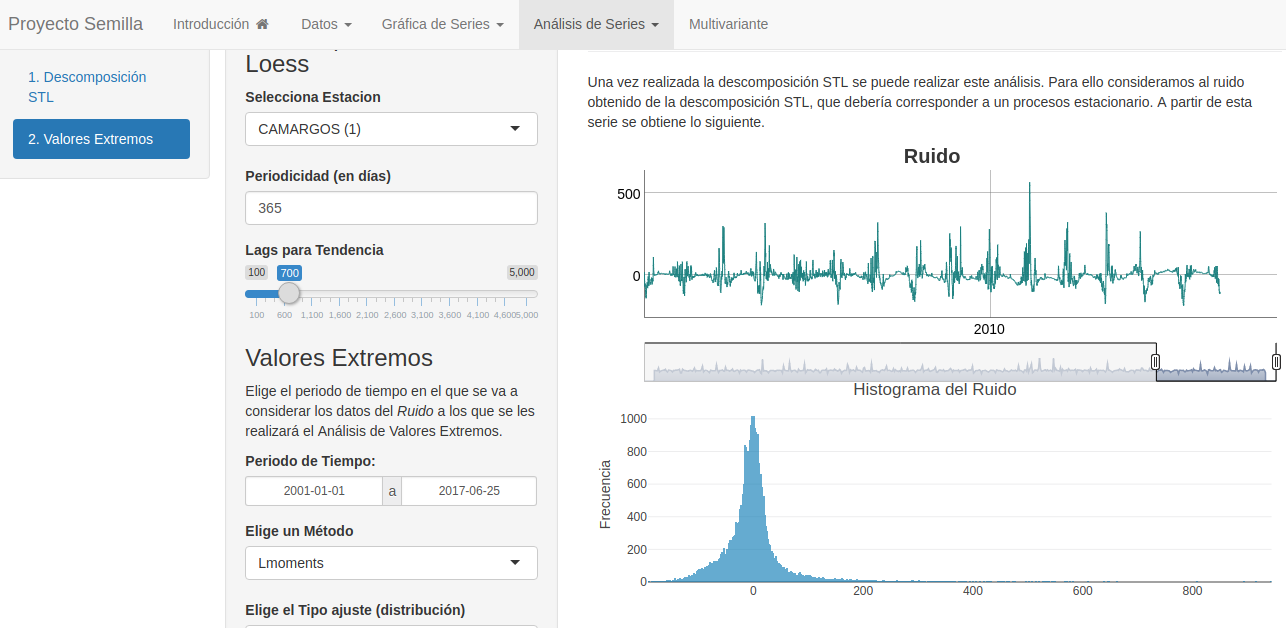 Proyecto Semilla Introducción Datos Gráfica de Series Análisis de Series Multivariante
1. Descomposición
STL
2. Valores Extremos
Loess
Selecciona Estacion
CAMARGOS (1)
Periodicidad (en días)
365
Lags para Tendencia
100 700 5,000
100 600 1,100 1,600 2,100 2,600 3,100 3,600 4,100 4,600 5,000
Valores Extremos
Elige el periodo de tiempo en el que se va a
considerar los datos del Ruido a los que se les
realizará el Análisis de Valores Extremos.
Periodo de Tiempo:
2001-01-01 a 2017-06-25
Elige un Método
Lmoments
Elige el Tipo ajuste (distribución)
Una vez realizada la descomposición STL se puede realizar este análisis. Para ello consideramos al ruido
obtenido de la descomposición STL, que debería corresponder a un procesos estacionario. A partir de esta
serie se obtiene lo siguiente.
Ruido
500
0
2010
Histograma del Ruido
Frecuencia
1000
800
600
400
200
0
0 200 400 600 800